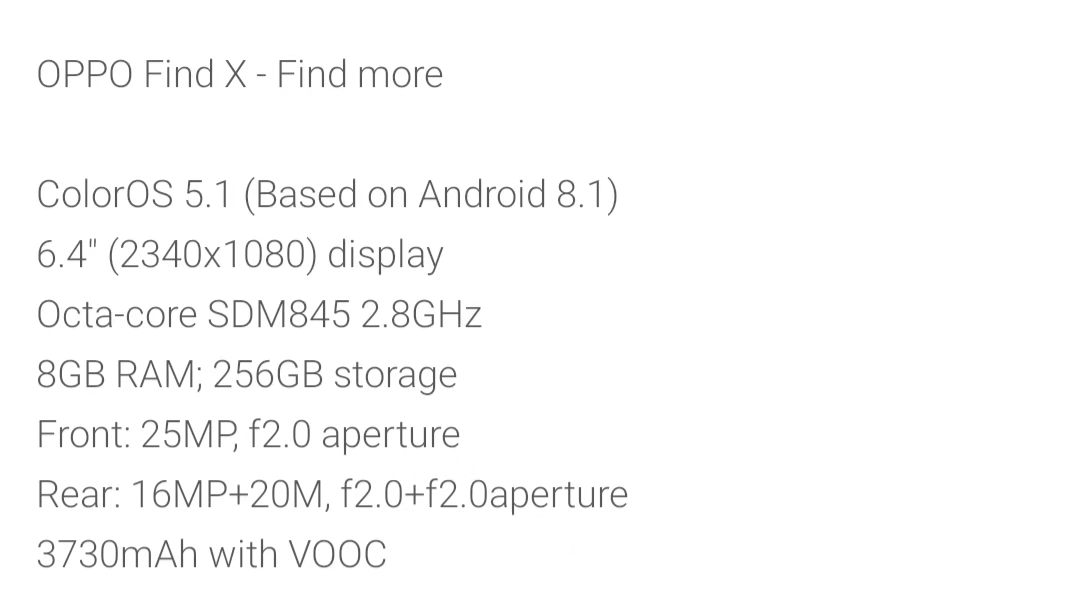 OPPO Find X - Find more
ColorOS 5.1 (Based on Android 8.1)
6.4" (2340x1080) display
Octa-core SDM845 2.8GHz
8GB RAM; 256GB storage
Front: 25MP, f2.0 aperture
Rear: 16MP+20M, f2.0+f2.0aperture
3730mAh with VOOC